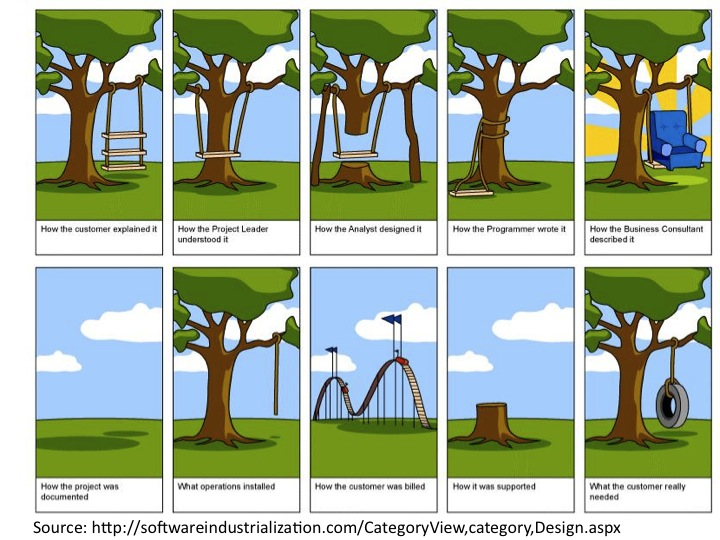 How the customer explained it
How the Project Leader
understood it
How the Analyst designed it
How the Programmer wrote it
How the Business Consultant
described it
How the project was
documented
What operations installed
How the customer was billed
How it was supported
What the customer really
needed
Source: http://softwareindustrialization.com/CategoryView,category,Design.aspx